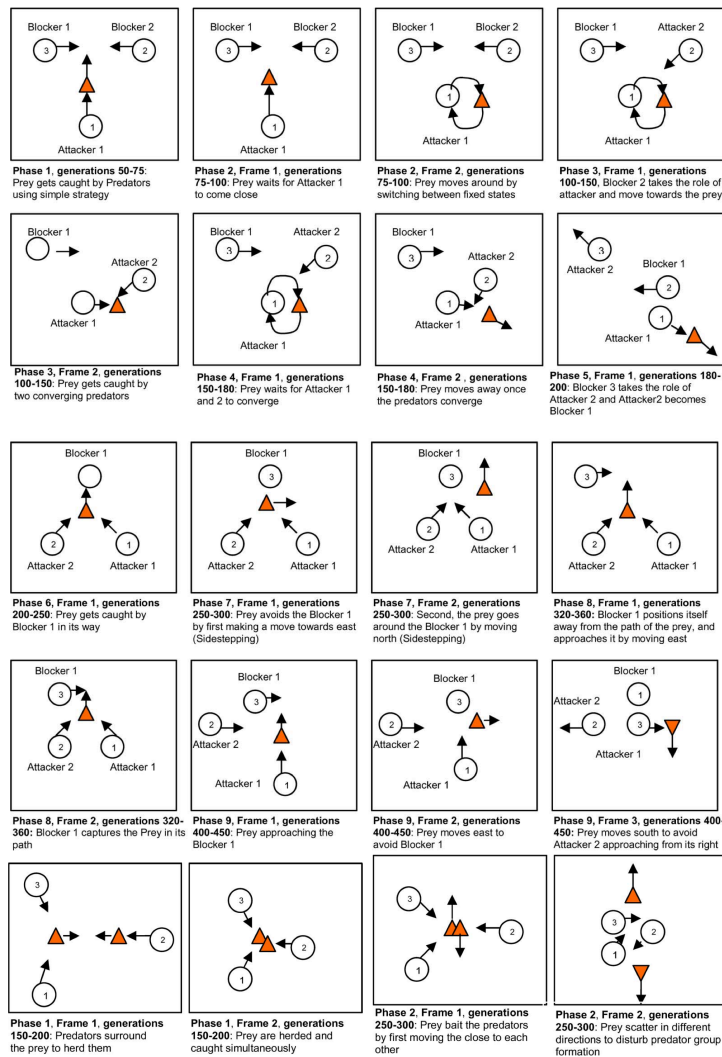 Blocker 1 Blocker 2
3 2
1
Attacker 1
Phase 1, generations 50-75:
Prey gets caught by Predators
using simple strategy
Blocker 1 Blocker 2
3 2
1
Attacker 1
Phase 2, Frame 1, generations
75-100: Prey waits for Attacker 1
to come close
Blocker 1 Blocker 2
3 2
1
Attacker 1
Phase 2, Frame 2, generations
75-100: Prey moves around by
switching between fixed states
Blocker 1 Attacker 2
3 2
1
Attacker 1
Phase 3, Frame 1, generations
100-150, Blocker 2 takes the role of
attacker and move towards the prey
Blocker 1
Attacker 2
2
Attacker 1
Phase 3, Frame 2, generations
100-150: Prey gets caught by
two converging predators
Blocker 1
Attacker 2
3 2
1
Attacker 1
Phase 4, Frame 1, generations
150-180: Prey waits for Attacker 1
and 2 to converge
Blocker 1
3 Attacker 2
2
1
Attacker 1
Phase 4, Frame 2 , generations
150-180: Prey moves away once
the predators converge
3
Attacker 2 Blocker 1
2
1
Attacker 1
Phase 5, Frame 1, generations 180-
200: Blocker 3 takes the role of
Attacker 2 and Attacker2 becomes
Blocker 1
Blocker 1
2 1
Attacker 2 Attacker 1
Phase 6, Frame 1, generations
200-250: Prey gets caught by
Blocker 1 in its way
Blocker 1
3
2 1
Attacker 2 Attacker 1
Phase 7, Frame 1, generations
250-300: Prey avoids the Blocker 1
by first making a move towards east
(Sidestepping)
Blocker 1
3
2 1
Attacker 2 Attacker 1
Phase 7, Frame 2, generations
250-300: Second, the prey goes
around the Blocker 1 by moving
north (Sidestepping)
Blocker 1
3
2 1
Attacker 2 Attacker 1
Phase 8, Frame 1, generations
320-360: Blocker 1 positions itself
away from the path of the prey, and
approaches it by moving east
Blocker 1
3
2 1
Attacker 2 Attacker 1
Phase 8, Frame 2, generations 320-
360: Blocker 1 captures the Prey in its
path
Blocker 1
3
2
Attacker 2
Attacker 1 1
Phase 9, Frame 1, generations
400-450: Prey approaching the
Blocker 1
Blocker 1
3
2
Attacker 2
1
Attacker 1
Phase 9, Frame 2, generations
400-450: Prey moves east to
avoid Blocker 1
Blocker 1
1
Attacker 2
2 3
Attacker 1
Phase 9, Frame 3, generations 400-
450: Prey moves south to avoid
Attacker 2 approaching from its right
3
2
1
Phase 1, Frame 1, generations
150-200: Predators surround
the prey to herd them
3
2
1
Phase 1, Frame 2, generations
150-200: Prey are herded and
caught simultaneously
3
2
1
Phase 2, Frame 1, generations
250-300: Prey bait the predators
by first moving the close to each
other
3
2
1
Phase 2, Frame 2, generations
250-300: Prey scatter in different
directions to disturb predator group
formation